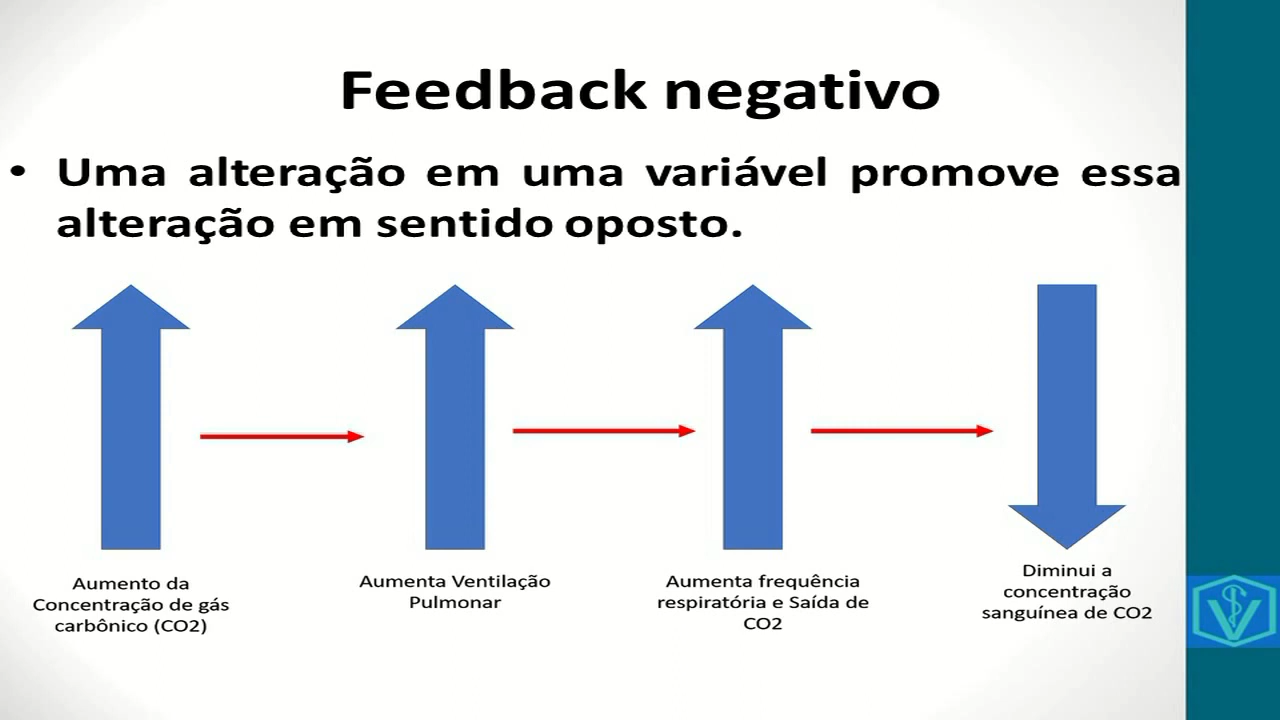 Feedback negativo
• Uma alteração em uma variável promove essa
alteração em sentido oposto.
Aumento da
Concentração de gás
carbônico (CO2)
Aumenta Ventilação
Pulmonar
Aumenta frequência
respiratória e Saída de
CO2
Diminui a
concentração
sanguínea de CO2